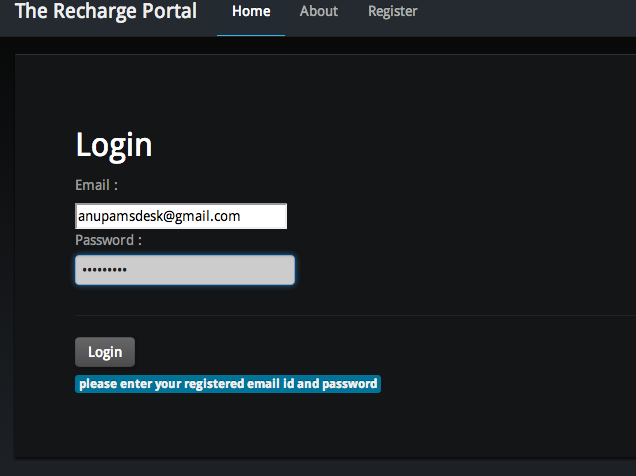 The Recharge Portal Home About Register
Login
Email :
anupamsdesk@gmail.com
Password :
•••••••••
Login
please enter your registered email id and password